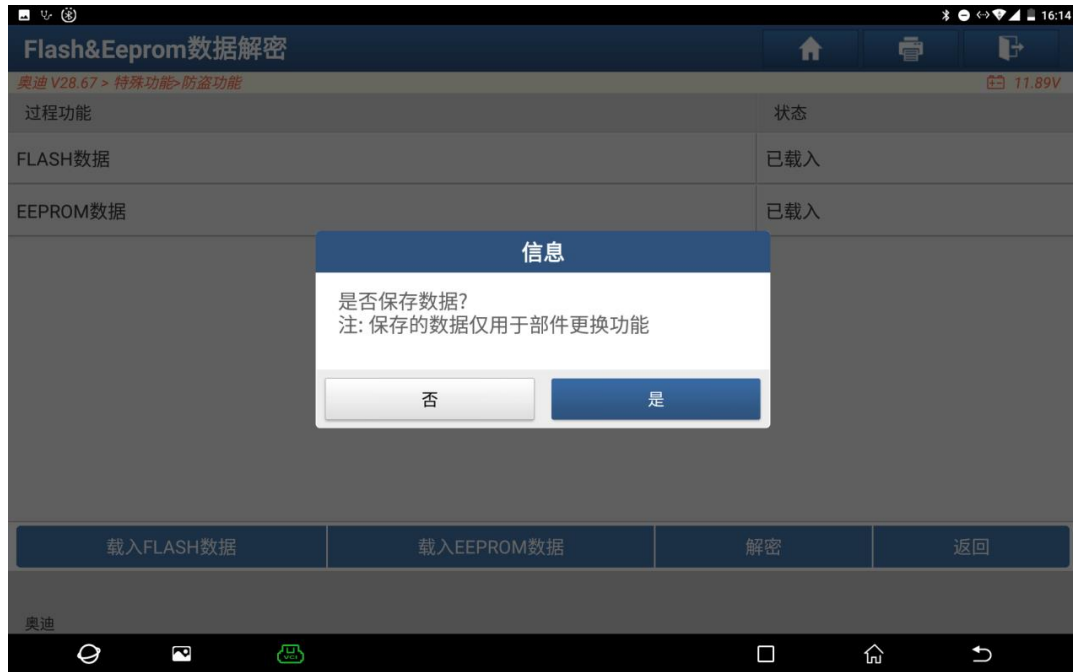 16:14
Flash&Eeprom数据解密
奥迪 V28.67 > 特殊功能>防盗功能
11.89V
过程功能
状态
FLASH数据
已载入
EEPROM数据
已载入
信息
是否保存数据?
注: 保存的数据仅用于部件更换功能
否
是
载入FLASH数据
载入EEPROM数据
解密
返回
奥迪
VCI